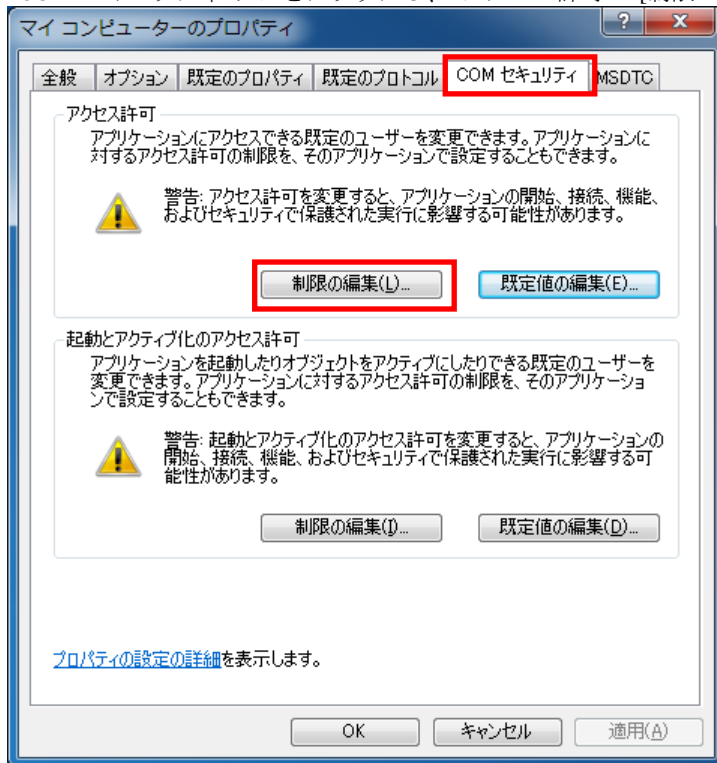 マイ コンピューターのプロパティ
全般 オプション 既定のプロパティ 既定のプロトコル COM セキュリティ MSDTC
アクセス許可
アプリケーションにアクセスできる既定のユーザーを変更できます。アプリケーションに
対するアクセス許可の制限を、そのアプリケーションで設定することもできます。
警告: アクセス許可を変更すると、アプリケーションの開始、接続、機能、
およびセキュリティで保護された実行に影響する可能性があります。
制限の編集(L)... 既定値の編集(E)...
起動とアクティブ化のアクセス許可
アプリケーションを起動したりオブジェクトをアクティブにしたりできる既定のユーザーを
変更できます。アプリケーションに対するアクセス許可の制限を、そのアプリケーショ
ンで設定することもできます。
警告: 起動とアクティブ化のアクセス許可を変更すると、アプリケーションの
開始、接続、機能、およびセキュリティで保護された実行に影響する可
能性があります。
制限の編集(I)... 既定値の編集(D)...
プロパティの設定の詳細を表示します。
OK キャンセル 適用(A)